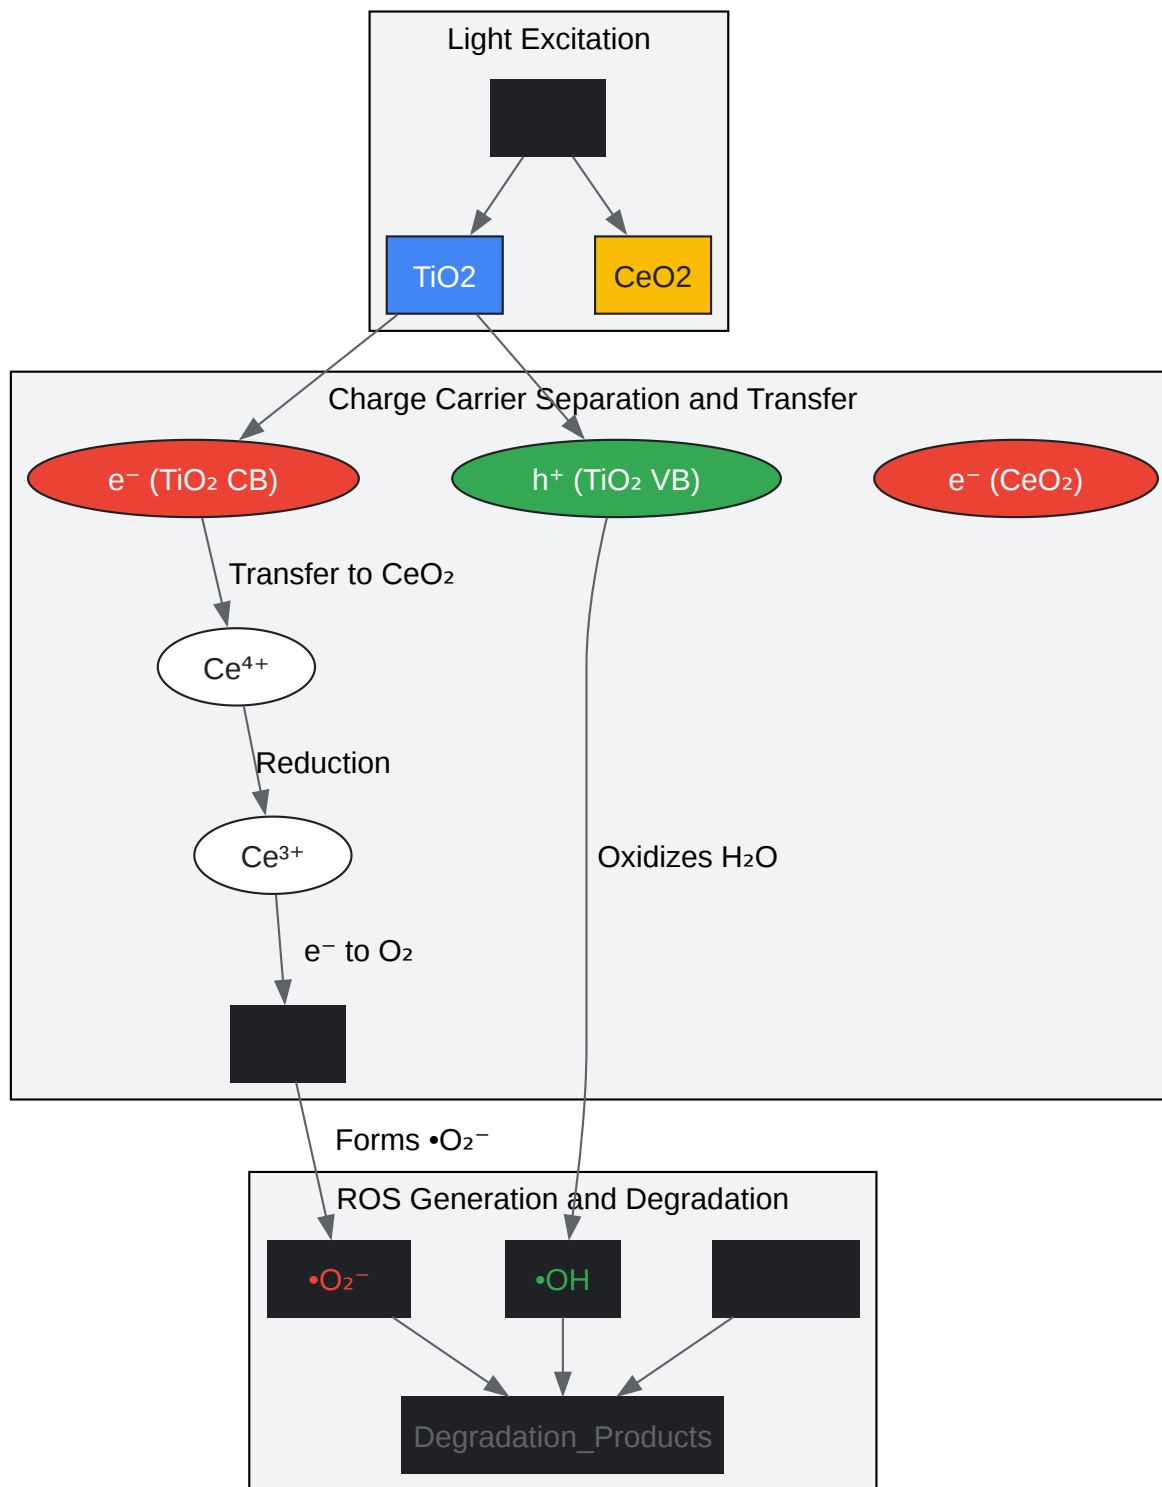 Light Excitation
TiO2
CeO2
Charge Carrier Separation and Transfer
e⁻ (TiO₂ CB)
h⁺ (TiO₂ VB)
e⁻ (CeO₂)
Transfer to CeO₂
Ce⁴⁺
Reduction
Ce³⁺
Oxidizes H₂O
e⁻ to O₂
Forms •O₂⁻
ROS Generation and Degradation
•O₂⁻
•OH
Degradation_Products